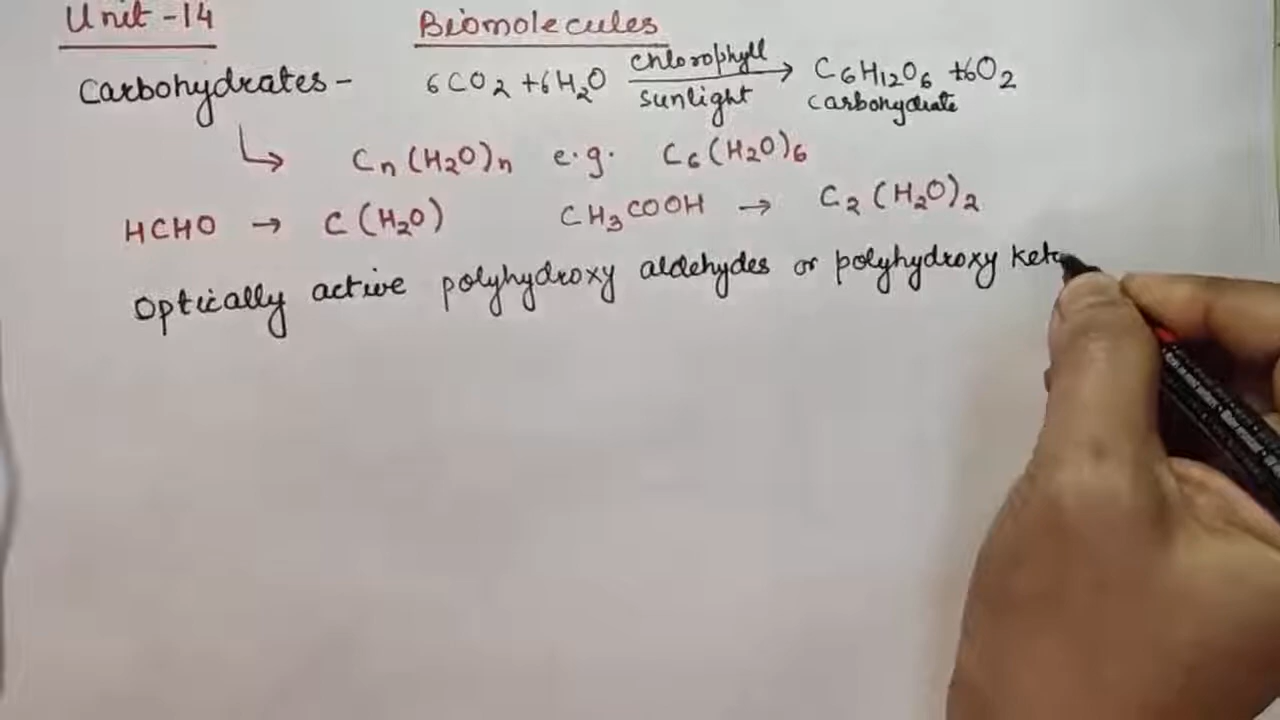 Unit-14 Biomolecules
Carbohydrates - 6CO2 +6H2O chlorophyll sunlight → C6H12O6 +6O2
carbohydrate
↳ Cn(H2O)n e.g. C6(H2O)6
HCHO → C(H2O) CH3COOH → C2(H2O)2
Optically active polyhydroxy aldehydes or polyhydroxy keto